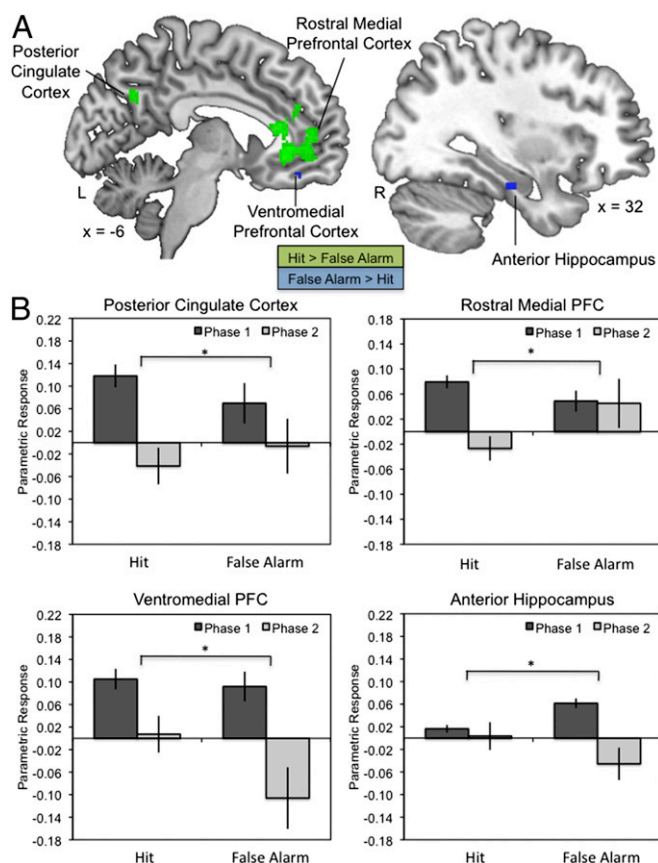 A
Posterior
Cingulate
Cortex
Rostral Medial
Prefrontal Cortex
L
x = -6
Ventromedial
Prefrontal Cortex
R
x = 32
Anterior Hippocampus
Hit > False Alarm
False Alarm > Hit
B
Posterior Cingulate Cortex
Parametric Response
0.22
0.18
0.14
0.10
0.06
0.02
-0.02
-0.06
-0.10
-0.14
-0.18
Phase 1
Phase 2
*
Hit
False Alarm
Rostral Medial PFC
Parametric Response
0.18
0.14
0.10
0.06
0.02
-0.02
-0.06
-0.10
-0.14
-0.18
Phase 1
Phase 2
*
Hit
False Alarm
Ventromedial PFC
Parametric Response
0.22
0.18
0.14
0.10
0.06
0.02
-0.02
-0.06
-0.10
-0.14
-0.18
Phase 1
Phase 2
*
Hit
False Alarm
Anterior Hippocampus
Parametric Response
0.22
0.18
0.14
0.10
0.06
0.02
-0.02
-0.06
-0.10
-0.14
-0.18
Phase 1
Phase 2
*
Hit
False Alarm